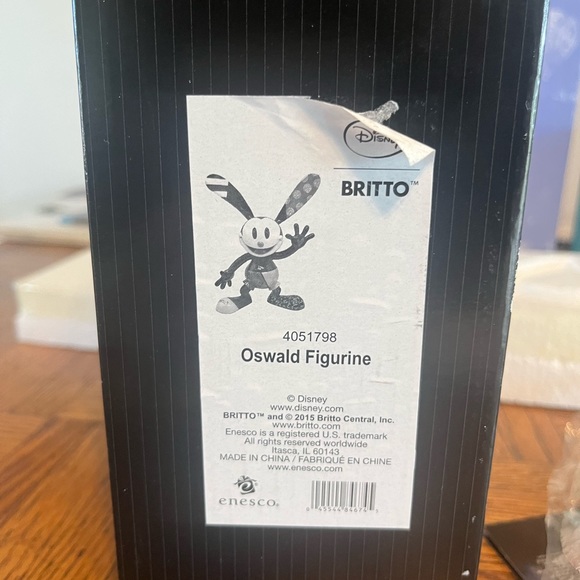 Disney
BRITTO™
4051798
Oswald Figurine
© Disney
www.disney.com
BRITTO™ and © 2015 Britto Central, Inc.
www.britto.com
Enesco is a registered U.S. trademark
All rights reserved worldwide
Itasca, IL 60143
MADE IN CHINA / FABRIQUÉ EN CHINE
www.enesco.com
enesco.